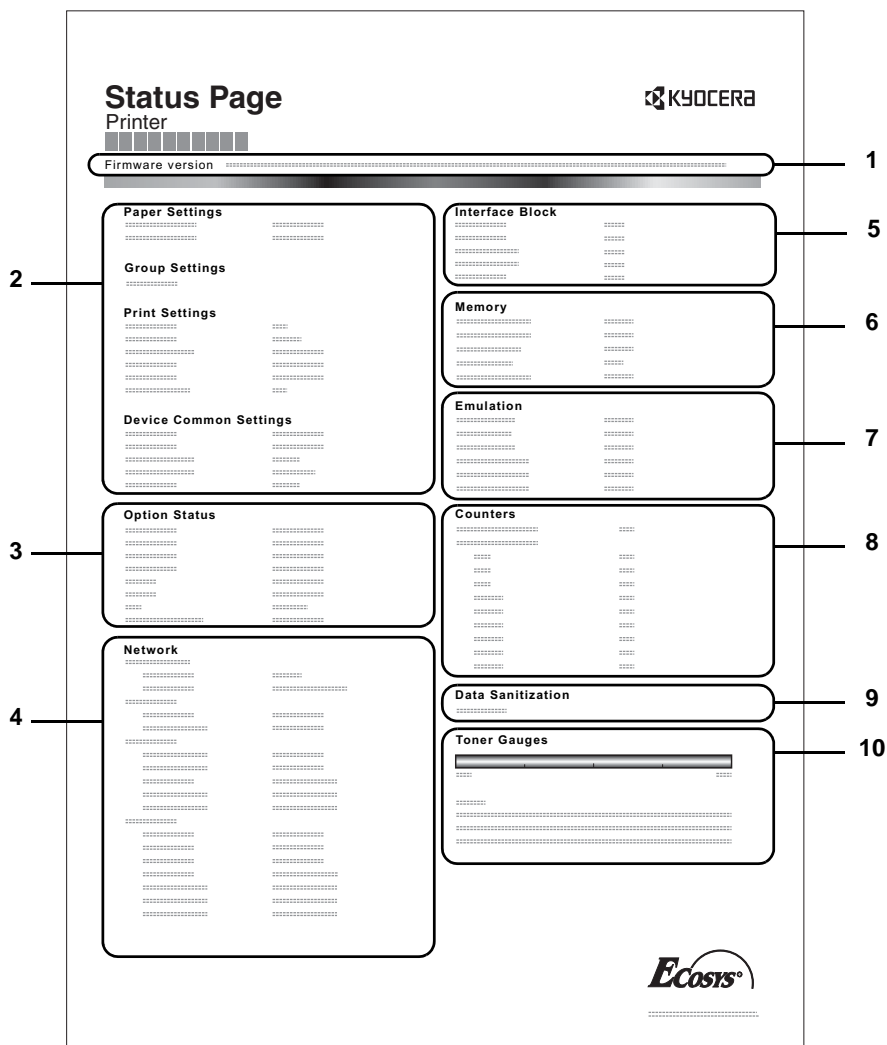 Status Page
KYOCERA
Printer
Firmware version
1
Paper Settings
Group Settings
Print Settings
Device Common Settings
2
Option Status
3
Network
4
Interface Block
5
Memory
6
Emulation
7
Counters
8
Data Sanitization
9
Toner Gauges
10
ECOSYS